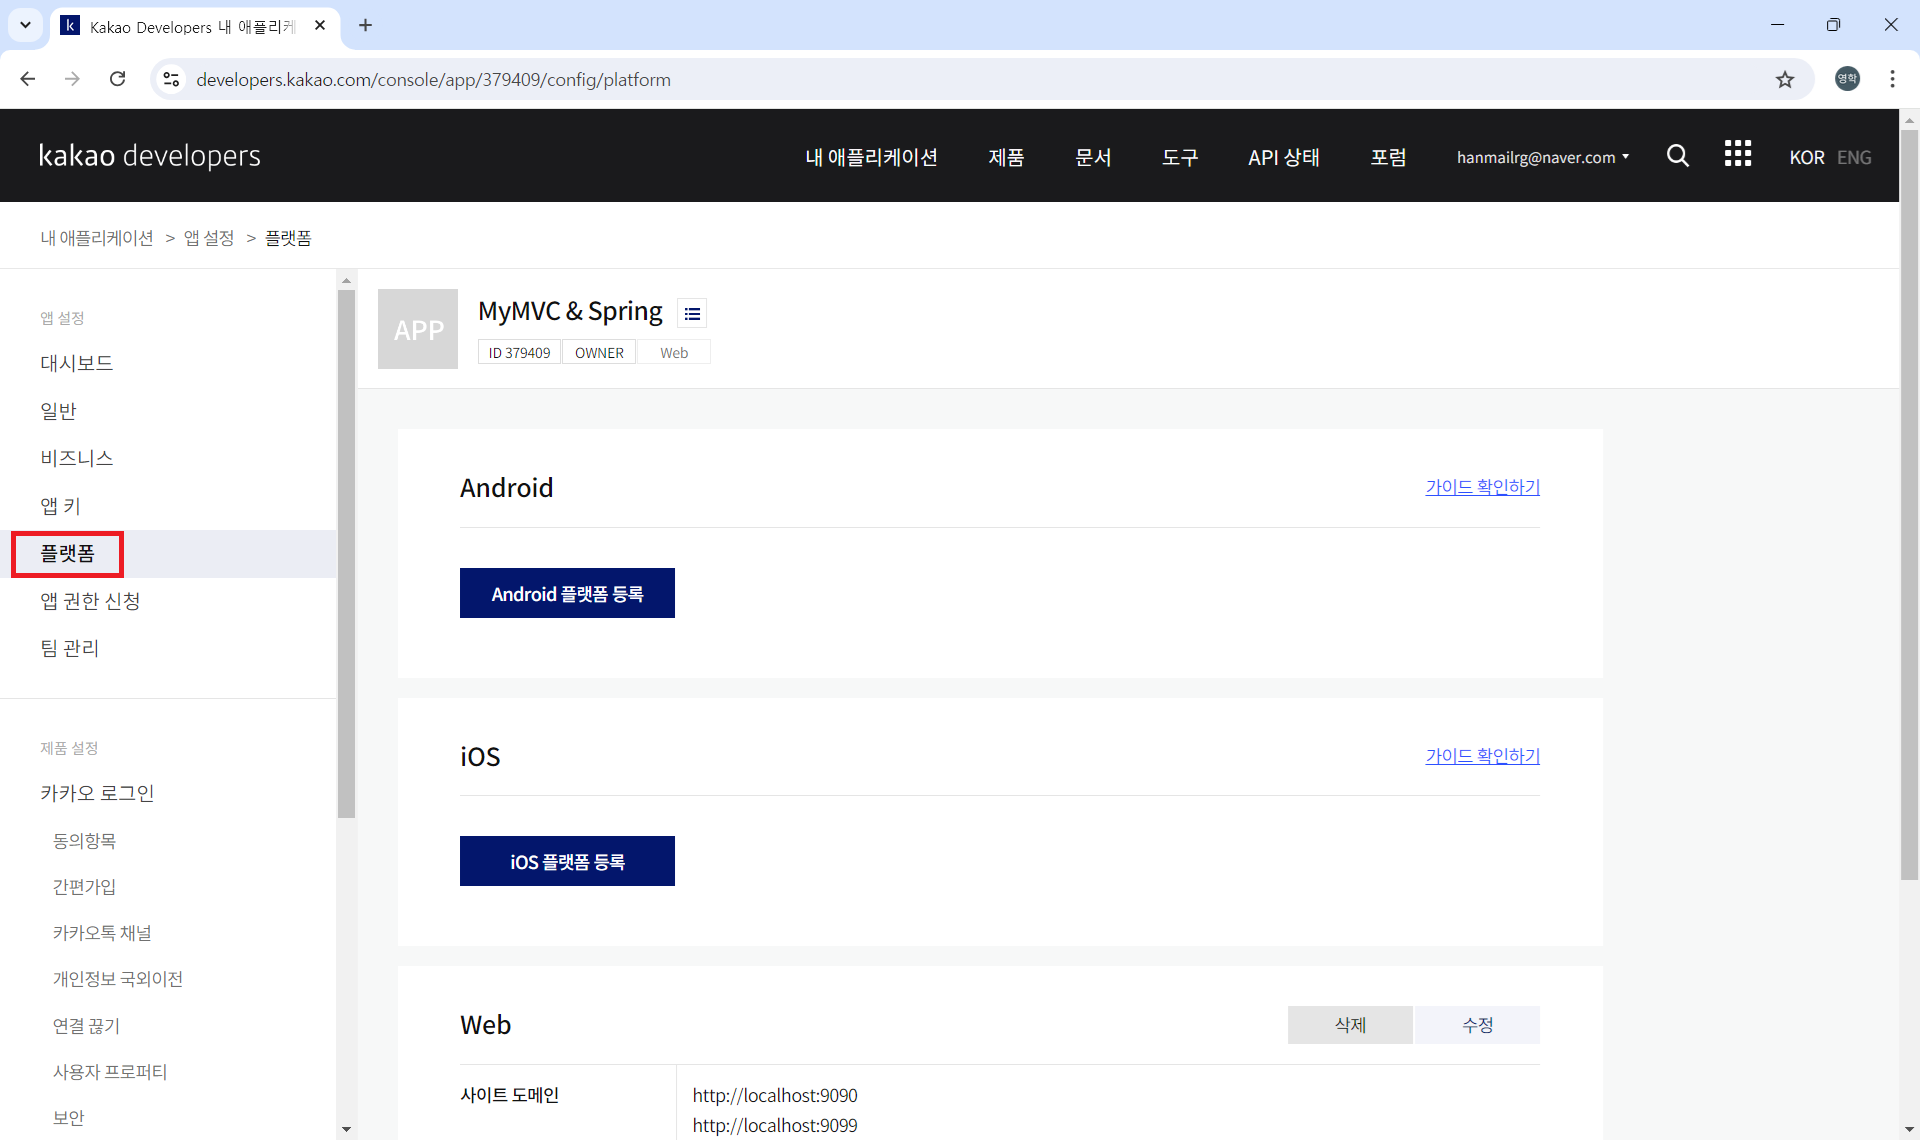 Kakao Developers 내 애플리케
developers.kakao.com/console/app/379409/config/platform
영학
kakao developers
내 애플리케이션 제품 문서 도구 API 상태 포럼 hanmailrg@naver.com KOR ENG
내 애플리케이션 > 앱 설정 > 플랫폼
앱 설정
대시보드
일반
비즈니스
앱 키
플랫폼
앱 권한 신청
팀 관리
제품 설정
카카오 로그인
동의항목
간편가입
카카오톡 채널
개인정보 국외이전
연결 끊기
사용자 프로퍼티
보안
APP
MyMVC & Spring
ID 379409 OWNER Web
Android 가이드 확인하기
Android 플랫폼 등록
iOS 가이드 확인하기
iOS 플랫폼 등록
Web 삭제 수정
사이트 도메인 http://localhost:9090
http://localhost:9099